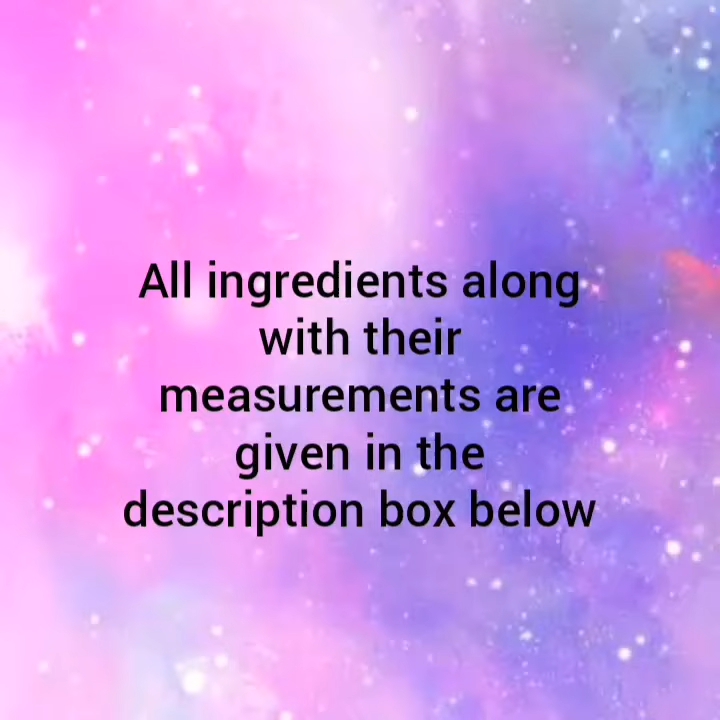 All ingredients along
with their
measurements are
given in the
description box below